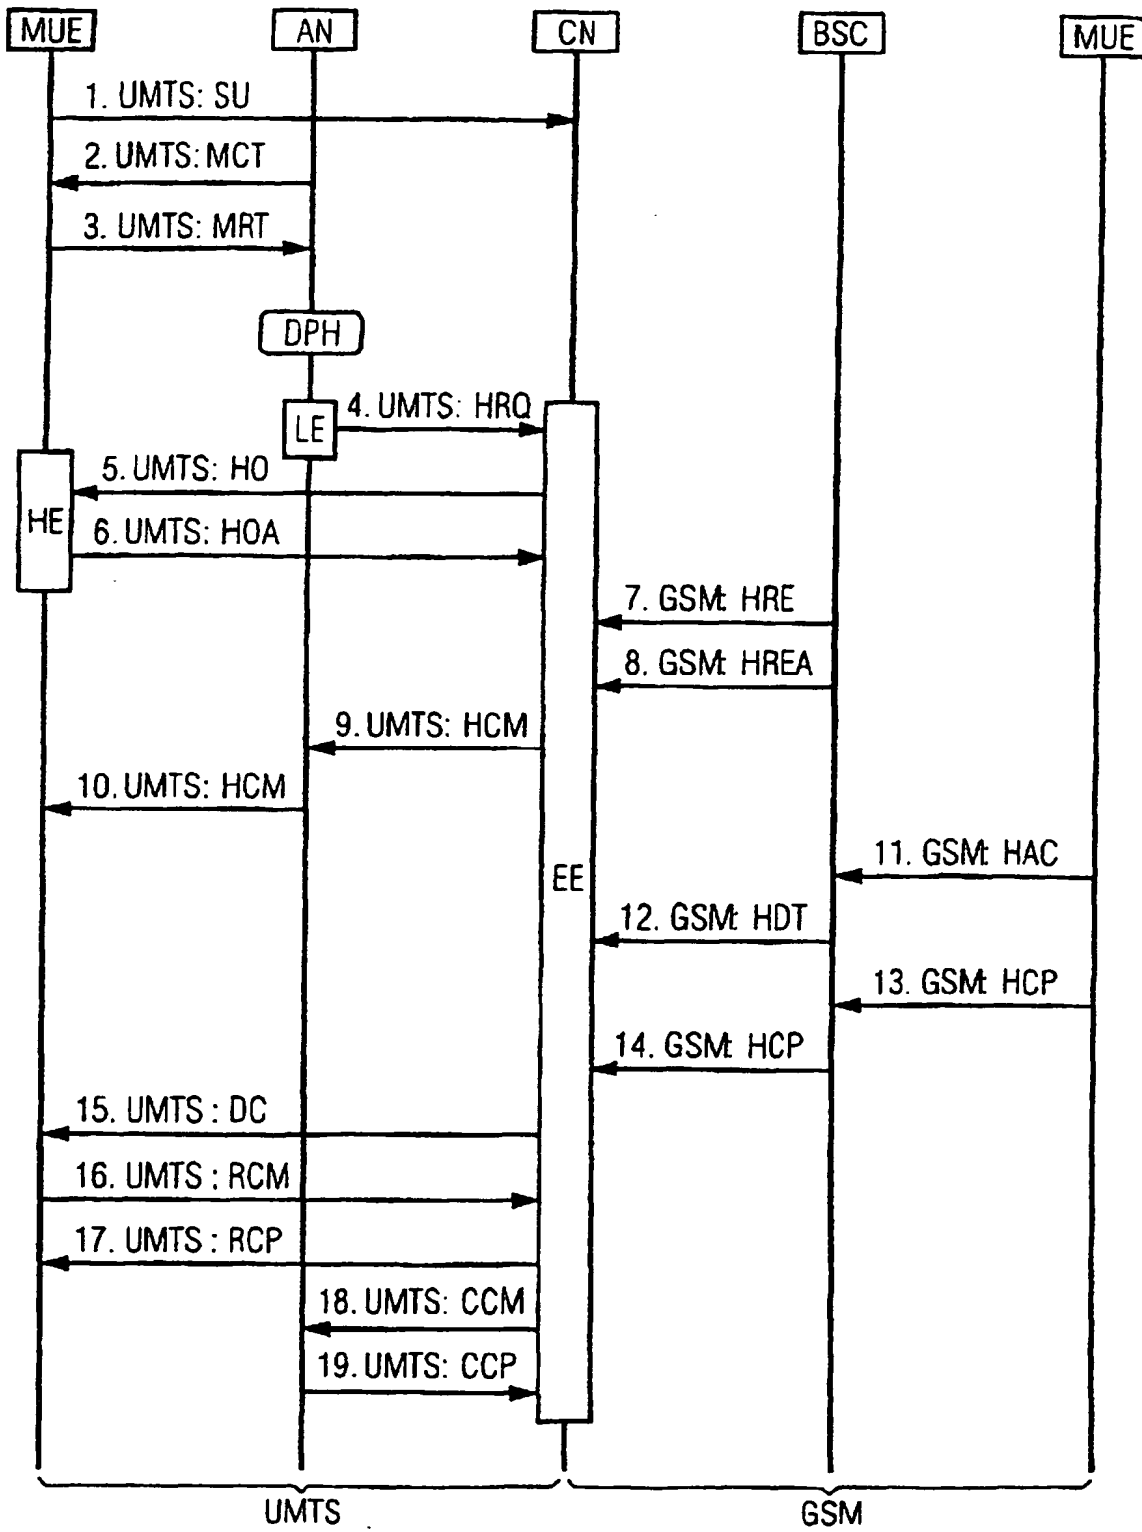 MUE AN CN BSC MUE
1. UMTS: SU
2. UMTS: MCT
3. UMTS: MRT
DPH
LE
4. UMTS: HRQ
HE
5. UMTS: HO
6. UMTS: HOA
7. GSM: HRE
8. GSM: HREA
9. UMTS: HCM
10. UMTS: HCM
EE
11. GSM: HAC
12. GSM: HDT
13. GSM: HCP
14. GSM: HCP
15. UMTS : DC
16. UMTS : RCM
17. UMTS : RCP
18. UMTS: CCM
19. UMTS: CCP
UMTS GSM